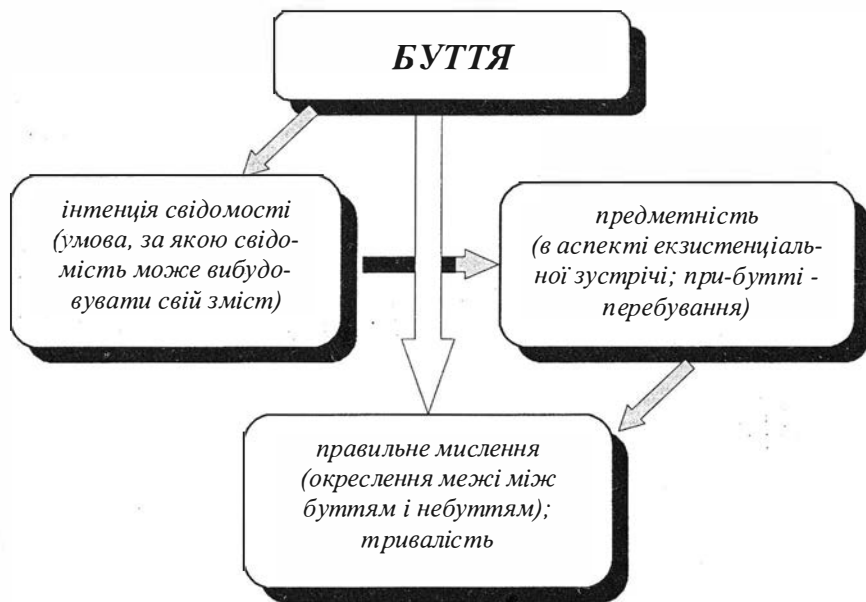 БУТТЯ
інтенція свідомості
(умова, за якою свідо-
мість може вибудо-
вувати свій зміст)
предметність
(в аспекті екзистенціаль-
ної зустрічі; при-бутті -
перебування)
правильне мислення
(окреслення межі між
буттям і небуттям);
тривалість